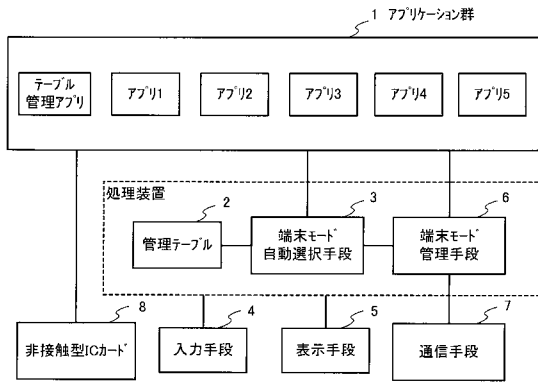 1 アプリケーション群
テーブル
管理アプリ
アプリ1
アプリ2
アプリ3
アプリ4
アプリ5
処理装置
2
3
6
管理テーブル
端末モード
自動選択手段
端末モード
管理手段
8
4
5
7
非接触型ICカード
入力手段
表示手段
通信手段